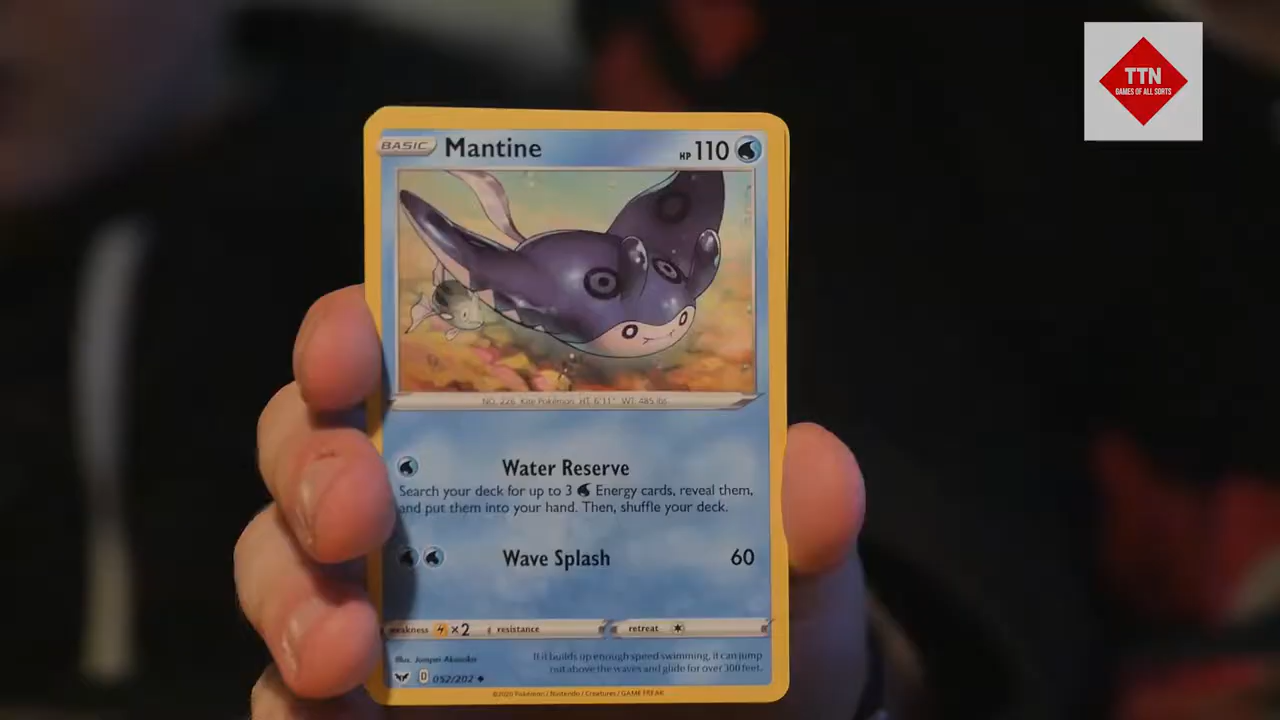 TTN
GAMES OF ALL SORTS
BASIC Mantine HP 110
NO. 226 Kite Pokémon HT: 6'11" WT: 485 lbs.
Water Reserve
Search your deck for up to 3 Energy cards, reveal them,
and put them into your hand. Then, shuffle your deck.
Wave Splash 60
weakness ×2 resistance retreat
Illus. Jumpei Akasaka
If it builds up enough speed swimming, it can jump
out above the waves and glide for over 300 feet.
D 052/202
©2020 Pokémon / Nintendo / Creatures / GAME FREAK